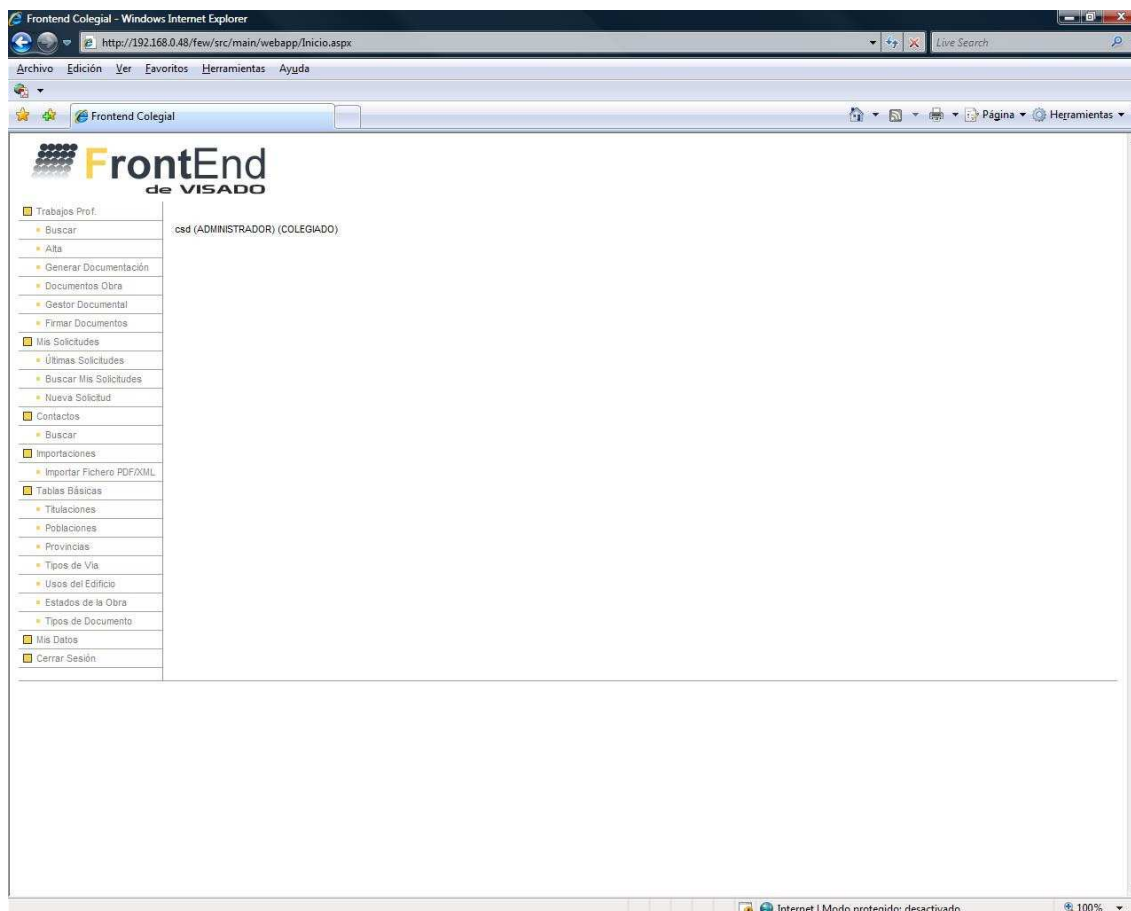 Frontend Colegial - Windows Internet Explorer
http://192.168.0.48/few/src/main/webapp/Inicio.aspx
Live Search
Archivo Edición Ver Favoritos Herramientas Ayuda
Frontend Colegial
Página Herramientas
FrontEnd
de VISADO
Trabajos Prof.
Buscar
csd (ADMINISTRADOR) (COLEGIADO)
Alta
Generar Documentación
Documentos Obra
Gestor Documental
Firmar Documentos
Mis Solicitudes
Últimas Solicitudes
Buscar Mis Solicitudes
Nueva Solicitud
Contactos
Buscar
Importaciones
Importar Fichero PDF/XML
Tablas Básicas
Titulaciones
Poblaciones
Provincias
Tipos de Via
Usos del Edificio
Estados de la Obra
Tipos de Documento
Mis Datos
Cerrar Sesión
Internet | Modo protegido: desactivado
100%